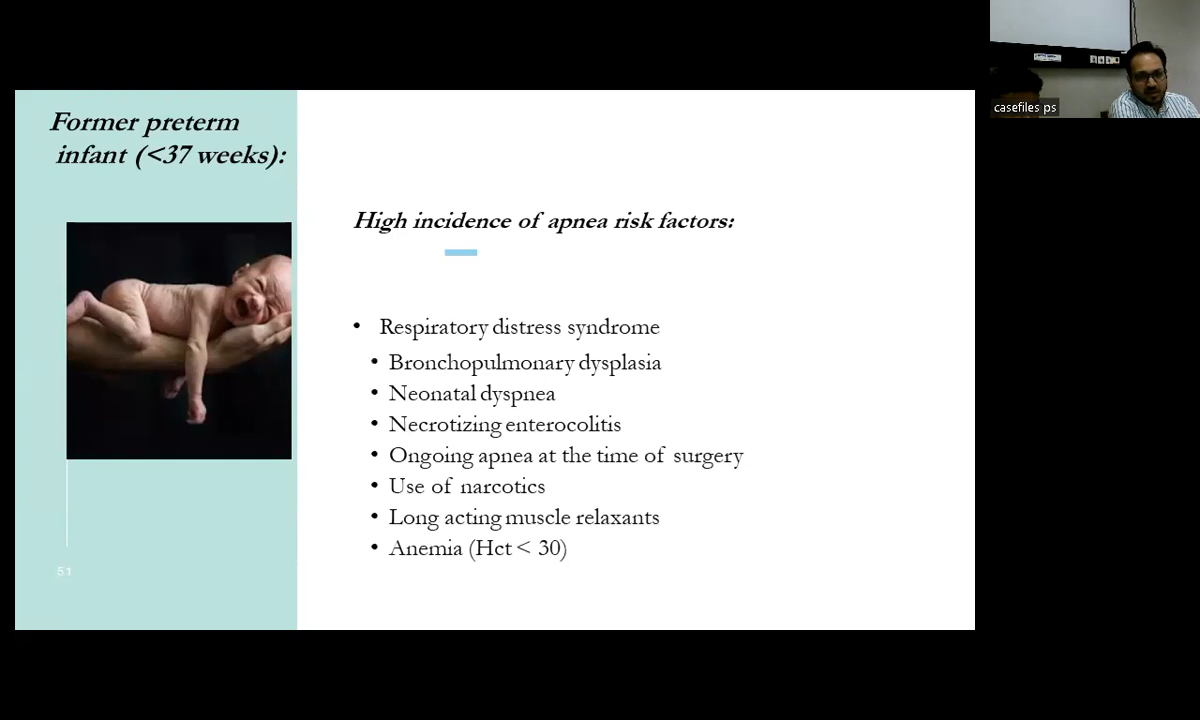 Former preterm
infant (<37 weeks):
High incidence of apnea risk factors:
• Respiratory distress syndrome
• Bronchopulmonary dysplasia
• Neonatal dyspnea
• Necrotizing enterocolitis
• Ongoing apnea at the time of surgery
• Use of narcotics
• Long acting muscle relaxants
• Anemia (Hct < 30)
51
casefiles ps